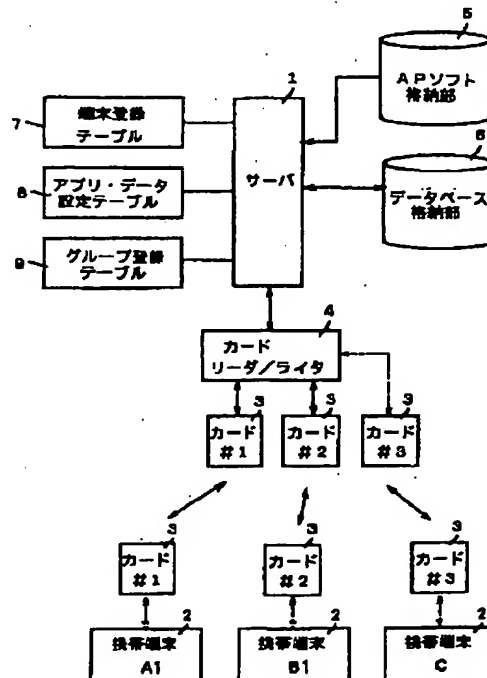 5
APソフト
格納部
1
サーバ
7
端末登録
テーブル
6
データベース
格納部
8
アプリ・データ
設定テーブル
9
グループ登録
テーブル
4
カード
リーダ/ライタ
3
カード
#1
3
カード
#2
3
カード
#3
3
カード
#1
3
カード
#2
3
カード
#3
2
携帯端末
A1
2
携帯端末
B1
2
携帯端末
C